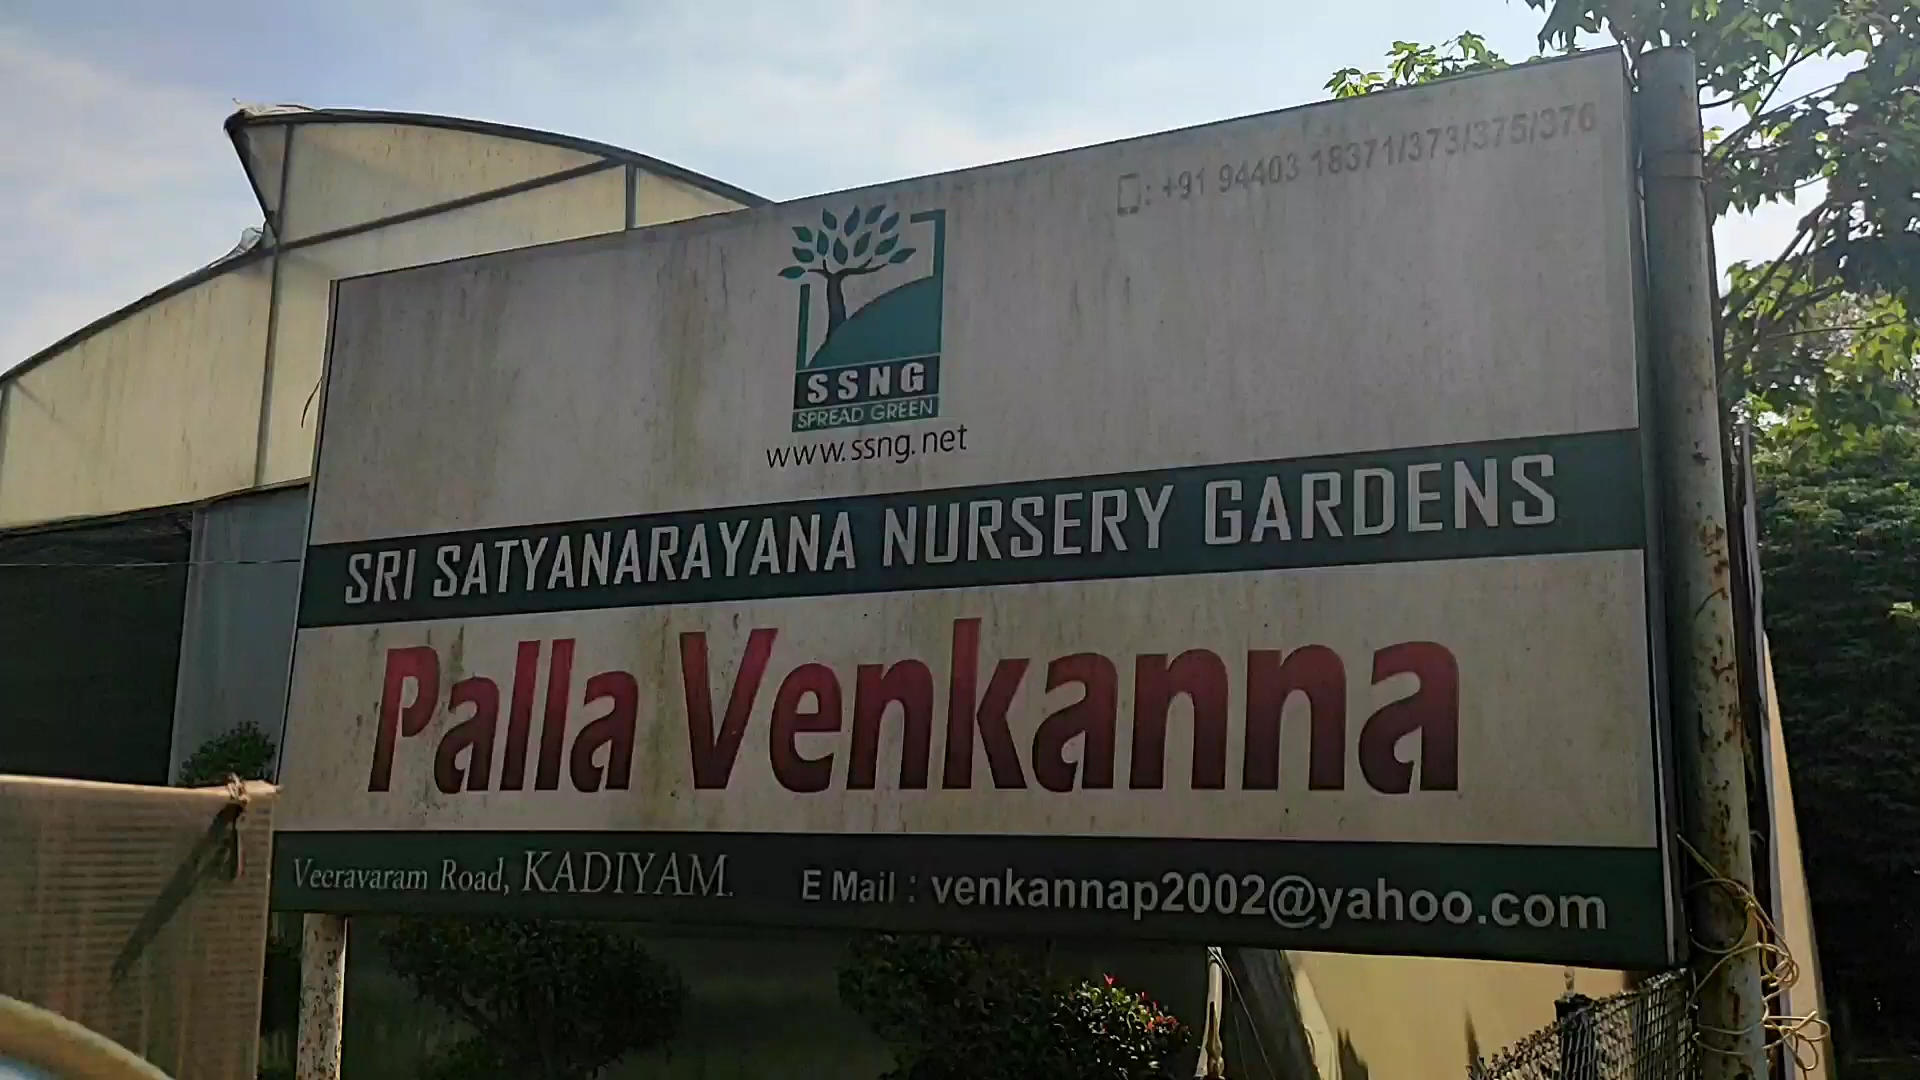 : +91 94403 18371/373/375/376
SSNG
SPREAD GREEN
www.ssng.net
SRI SATYANARAYANA NURSERY GARDENS
Palla Venkanna
Veeravaram Road, KADIYAM.
E Mail : venkannap2002@yahoo.com